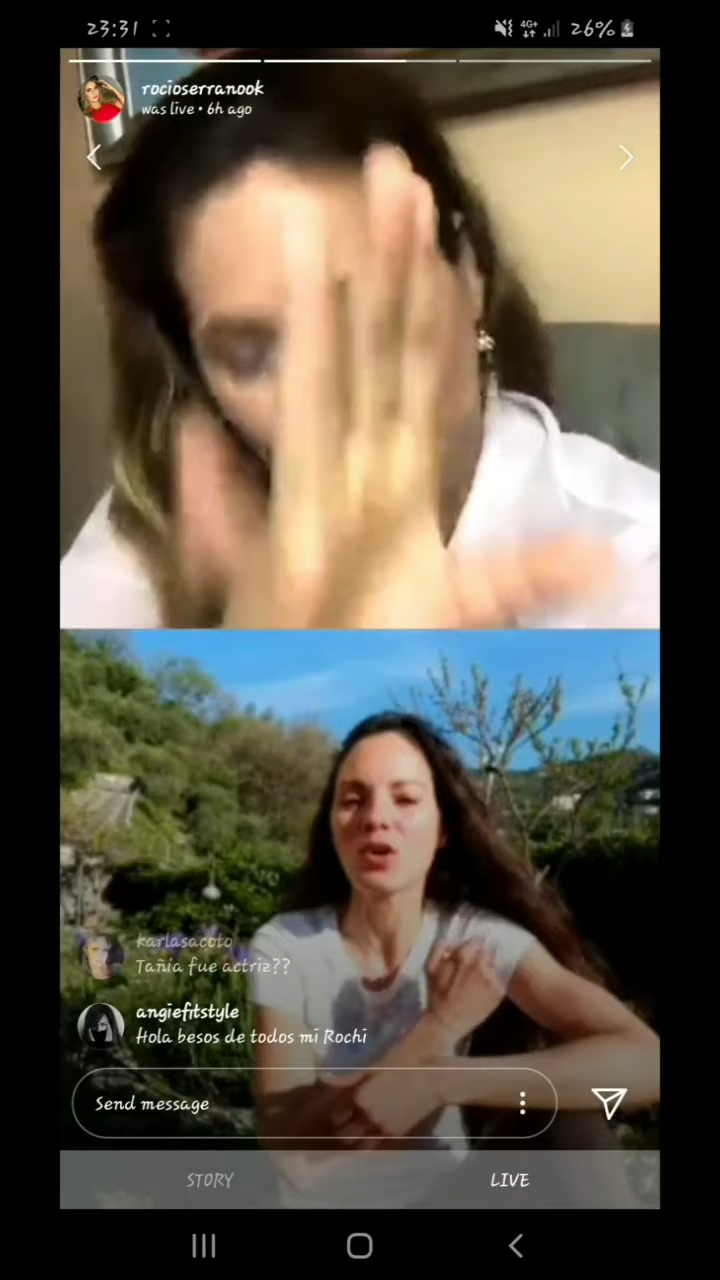 23:31
4G+
26%
rocioserranook
was live • 6h ago
karlasacoto
Tañia fue actriz??
angiefitstyle
Hola besos de todos mi Rochi
Send message
STORY
LIVE